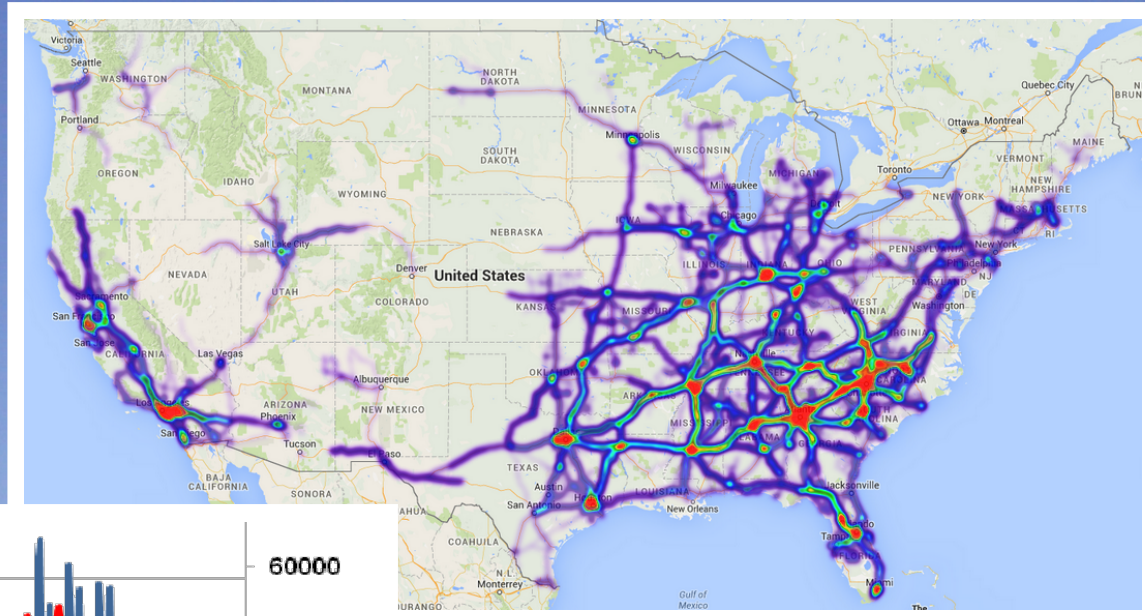 Victoria
Seattle
WASHINGTON
NORTH
DAKOTA
MONTANA
Quebec City
MINNESOTA
Portland
Ottawa
Montreal
Minneapolis
MAINE
SOUTH
DAKOTA
WISCONSIN
VERMONT
OREGON
Toronto
MICHIGAN
IDAHO
Milwaukee
NEW
HAMPSHIRE
WYOMING
NEW YORK
Chicago
IOWA
RI
Salt Lake City
NEBRASKA
PENNSYLVANIA
New York
ILLINOIS
INDIANA
OHIO
Philadelphia
NEVADA
Denver
United States
NJ
MARYLAND
UTAH
DE
Sacramento
COLORADO
WEST
VIRGINIA
Washington
San Francisco
KANSAS
MISSOURI
San Jose
KENTUCKY
VIRGINIA
CALIFORNIA
Las Vegas
Nashville
TENNESSEE
OKLAHOMA
Albuquerque
Los Angeles
ARIZONA
NEW MEXICO
Phoenix
San Diego
MISSISSIPPI
ALABAMA
GEORGIA
Tucson
El Paso
TEXAS
BAJA
CALIFORNIA
SONORA
Austin
LOUISIANA
Jacksonville
San Antonio
Houston
New Orleans
Orlando
Tampa
COAHUILA
FLORIDA
60000
N.L.
Monterrey
Miami
Gulf of
Mexico
The